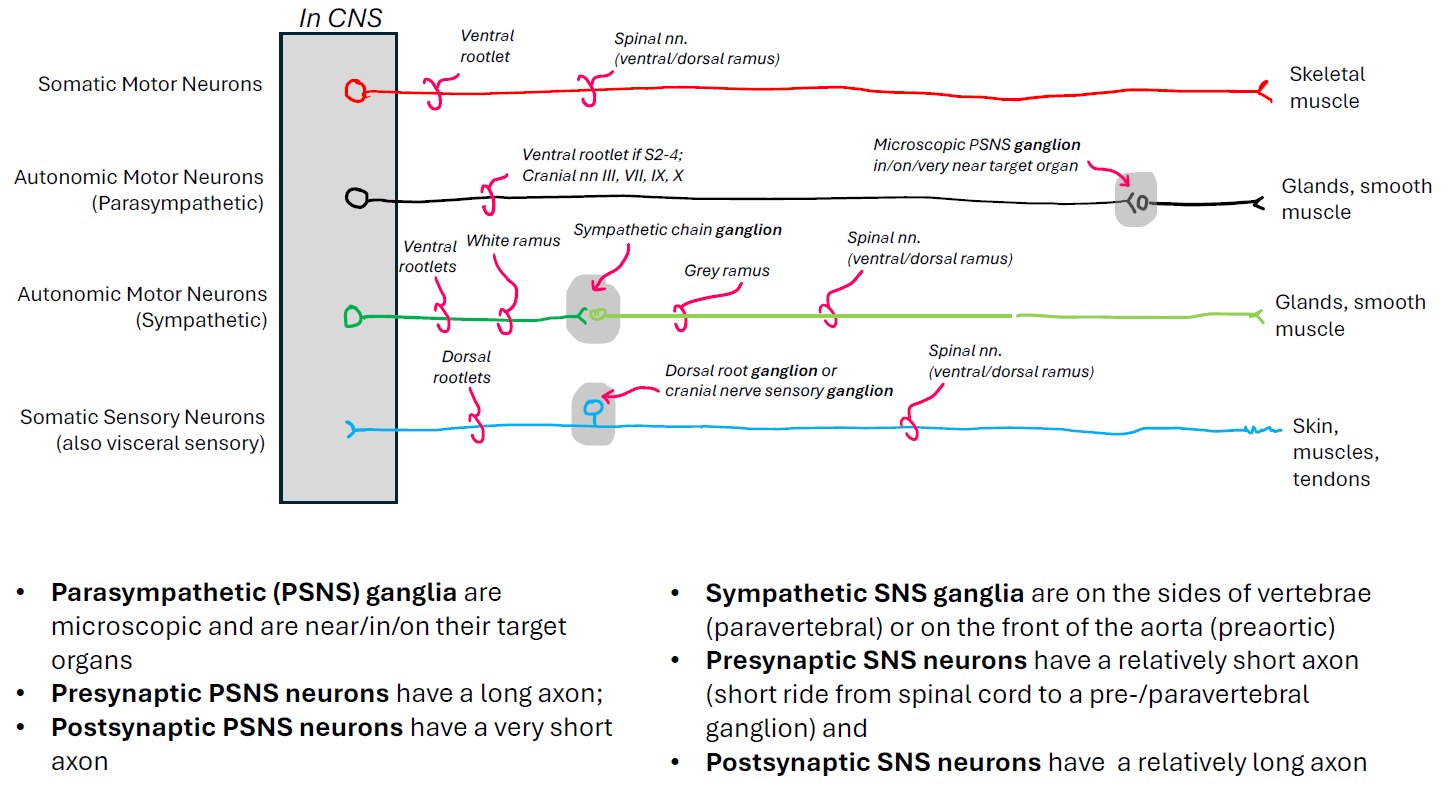 In CNS
Somatic Motor Neurons
Ventral
rootlet
Spinal nn.
(ventral/dorsal ramus)
Skeletal
muscle
Autonomic Motor Neurons
(Parasympathetic)
Ventral rootlet if S2-4;
Cranial nn III, VII, IX, X
Microscopic PSNS ganglion
in/on/very near target organ
Glands, smooth
muscle
Autonomic Motor Neurons
(Sympathetic)
Ventral
rootlets
White ramus
Sympathetic chain ganglion
Grey ramus
Spinal nn.
(ventral/dorsal ramus)
Glands, smooth
muscle
Somatic Sensory Neurons
(also visceral sensory)
Dorsal
rootlets
Dorsal root ganglion or
cranial nerve sensory ganglion
Spinal nn.
(ventral/dorsal ramus)
Skin,
muscles,
tendons
• Parasympathetic (PSNS) ganglia are
microscopic and are near/in/on their target
organs
• Presynaptic PSNS neurons have a long axon;
• Postsynaptic PSNS neurons have a very short
axon
• Sympathetic SNS ganglia are on the sides of vertebrae
(paravertebral) or on the front of the aorta (preaortic)
• Presynaptic SNS neurons have a relatively short axon
(short ride from spinal cord to a pre-/paravertebral
ganglion) and
• Postsynaptic SNS neurons have  a relatively long axon